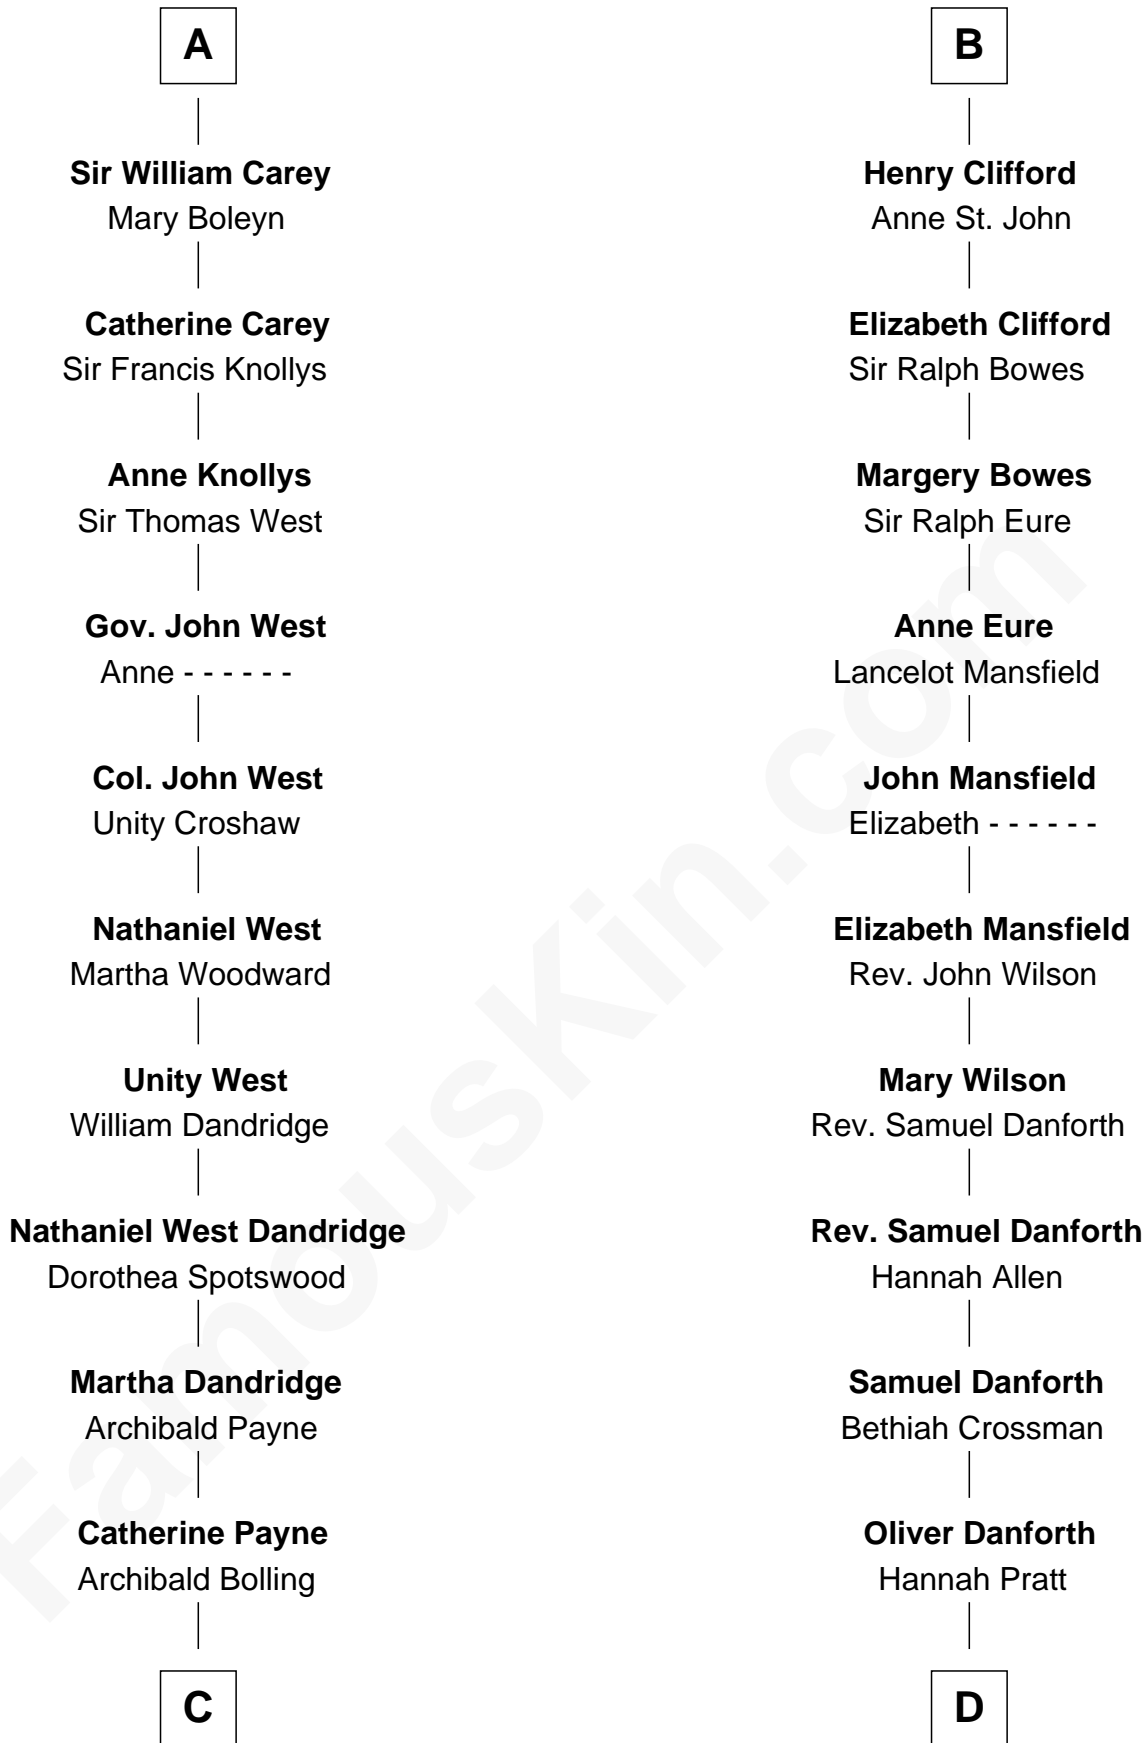 A
Sir William Carey
Mary Boleyn
Catherine Carey
Sir Francis Knollys
Anne Knollys
Sir Thomas West
Gov. John West
Anne - - - - - -
Col. John West
Unity Croshaw
Nathaniel West
Martha Woodward
Unity West
William Dandridge
Nathaniel West Dandridge
Dorothea Spotswood
Martha Dandridge
Archibald Payne
Catherine Payne
Archibald Bolling
C
B
Henry Clifford
Anne St. John
Elizabeth Clifford
Sir Ralph Bowes
Margery Bowes
Sir Ralph Eure
Anne Eure
Lancelot Mansfield
John Mansfield
Elizabeth - - - - - -
Elizabeth Mansfield
Rev. John Wilson
Mary Wilson
Rev. Samuel Danforth
Rev. Samuel Danforth
Hannah Allen
Samuel Danforth
Bethiah Crossman
Oliver Danforth
Hannah Pratt
D
FamousKin.com